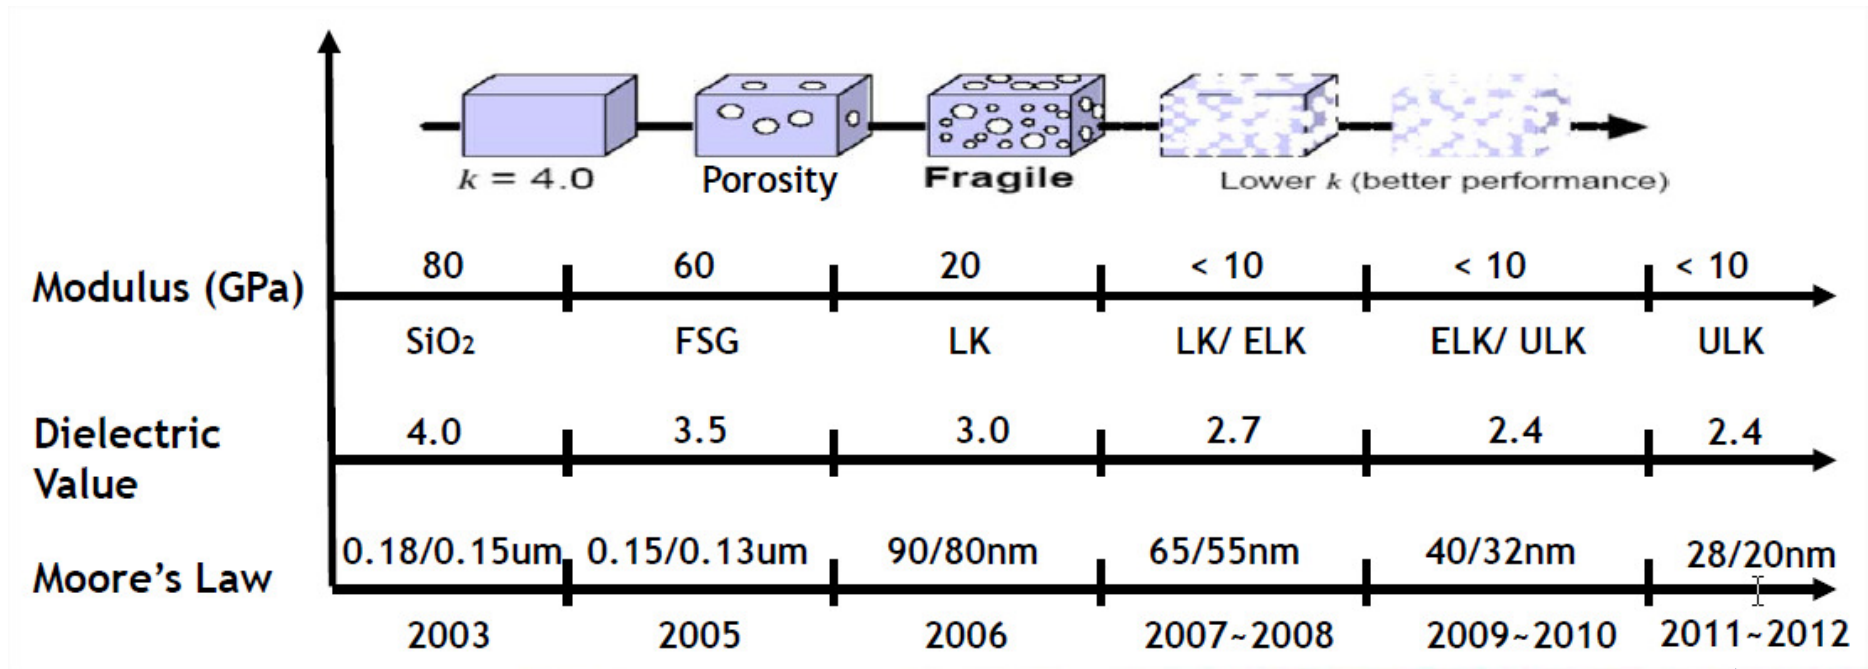 k = 4.0 Porosity Fragile Lower k (better performance)
Modulus (GPa) 80 60 20 < 10 < 10 < 10
SiO₂ FSG LK LK/ ELK ELK/ ULK ULK
Dielectric Value 4.0 3.5 3.0 2.7 2.4 2.4
Moore's Law 0.18/0.15um 0.15/0.13um 90/80nm 65/55nm 40/32nm 28/20nm
2003 2005 2006 2007~2008 2009~2010 2011~2012